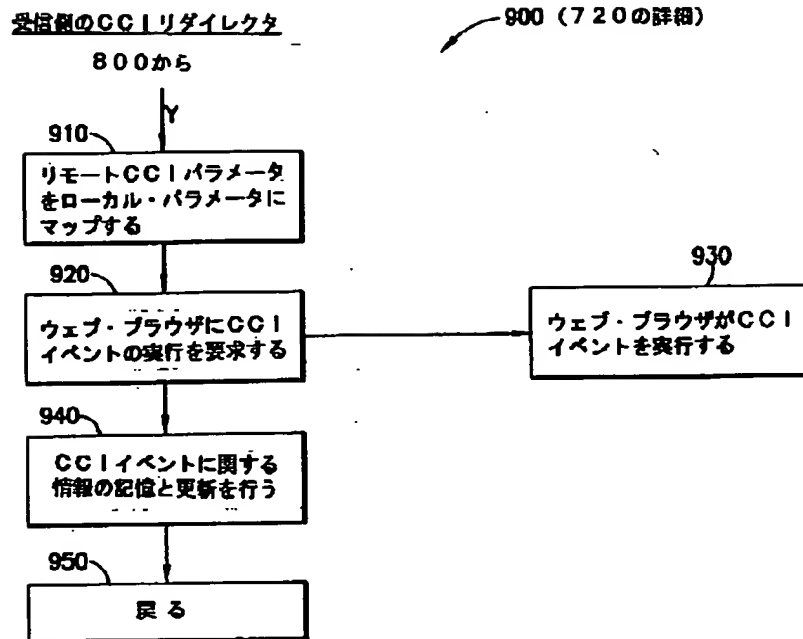 受信側のCCIリダイレクタ
900（720の詳細）
800から
Y
910
リモートCCIパラメータ
をローカル・パラメータに
マップする
920
ウェブ・ブラウザにCCI
イベントの実行を要求する
930
ウェブ・ブラウザがCCI
イベントを実行する
940
CCIイベントに関する
情報の記憶と更新を行う
950
戻る